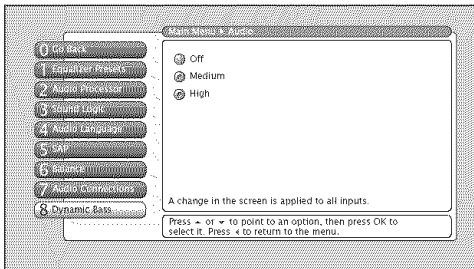 Main Menu ▸ Audio
0 Go Back
1 Equalizer Presets
2 Audio Processor
3 Sound Logic
4 Audio Language
5 SAP
6 Balance
7 Audio Connections
8 Dynamic Bass
Off
Medium
High
A change in the screen is applied to all inputs.
Press ▲ or ▼ to point to an option, then press OK to
select it. Press ◂ to return to the menu.